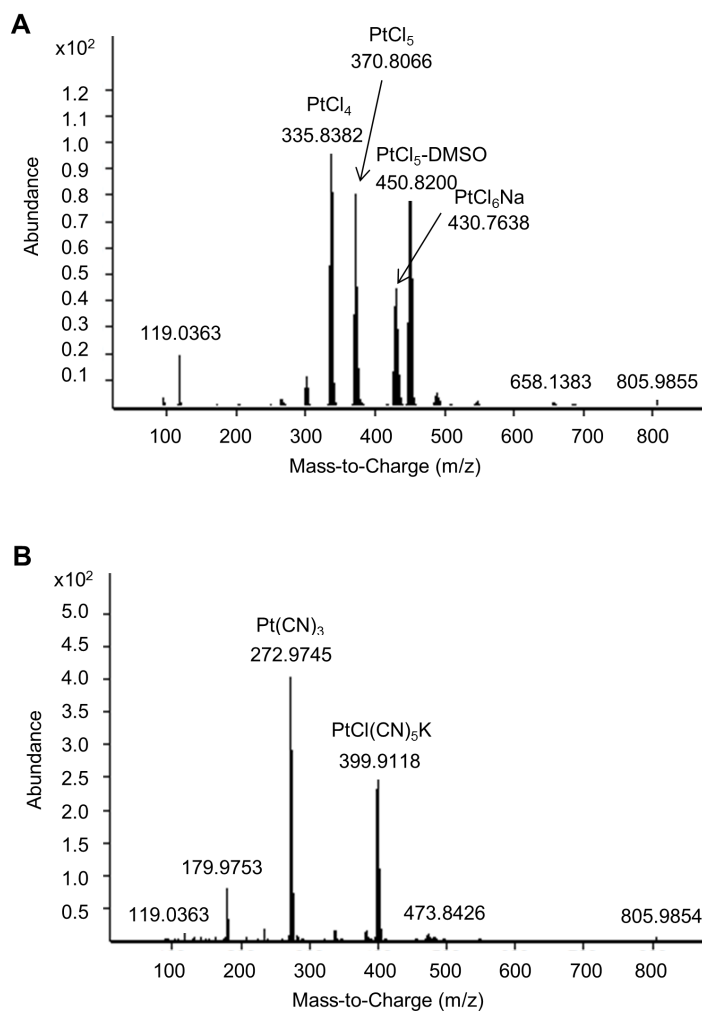 A
x10²
PtCl₅
370.8066
PtCl₄
335.8382
PtCl₅-DMSO
450.8200
PtCl₆Na
430.7638
1.2
1.1
1.0
0.9
0.8
0.7
0.6
0.5
0.4
0.3
0.2
0.1
Abundance
119.0363
658.1383
805.9855
100 200 300 400 500 600 700 800
Mass-to-Charge (m/z)
B
x10²
5.0
4.5
4.0
3.5
3.0
2.5
2.0
1.5
1.0
0.5
Abundance
Pt(CN)₃
272.9745
PtCl(CN)₅K
399.9118
179.9753
119.0363
473.8426
805.9854
100 200 300 400 500 600 700 800
Mass-to-Charge (m/z)